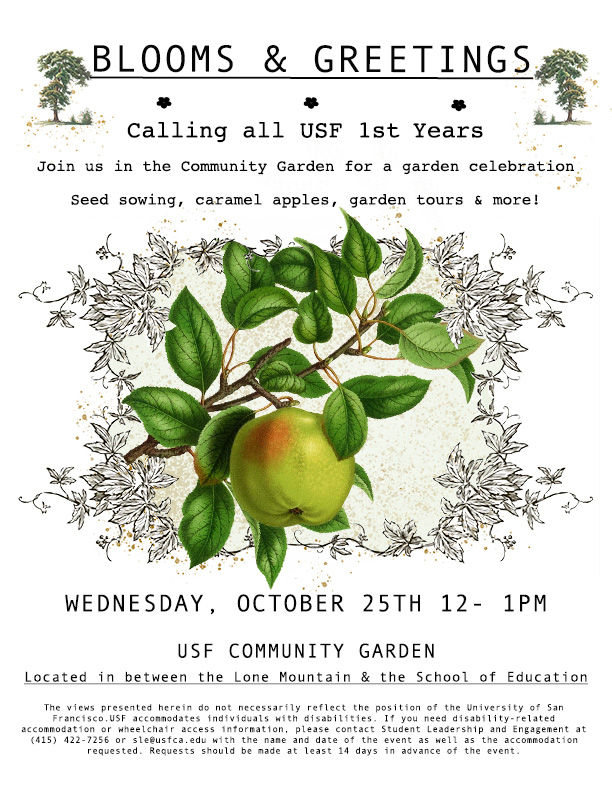 BLOOMS & GREETINGS
Calling all USF 1st Years
Join us in the Community Garden for a garden celebration
Seed sowing, caramel apples, garden tours & more!
WEDNESDAY, OCTOBER 25TH 12- 1PM
USF COMMUNITY GARDEN
Located in between the Lone Mountain & the School of Education
The views presented herein do not necessarily reflect the position of the University of San
Francisco.USF accommodates individuals with disabilities. If you need disability-related
accommodation or wheelchair access information, please contact Student Leadership and Engagement at
(415) 422-7256 or sle@usfca.edu with the name and date of the event as well as the accommodation
requested. Requests should be made at least 14 days in advance of the event.